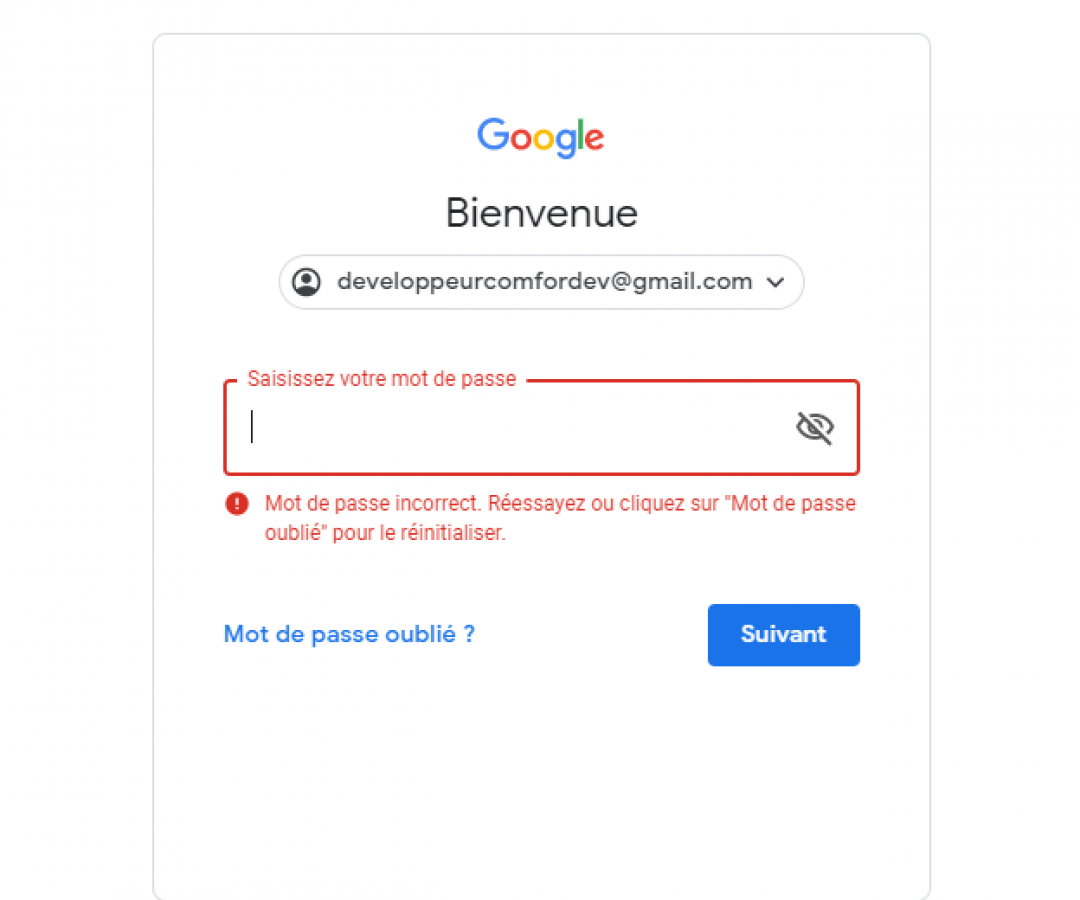 Google
Bienvenue
developpeurcomfordev@gmail.com
Saisissez votre mot de passe
Mot de passe incorrect. Réessayez ou cliquez sur "Mot de passe
oublié" pour le réinitialiser.
Mot de passe oublié ?
Suivant